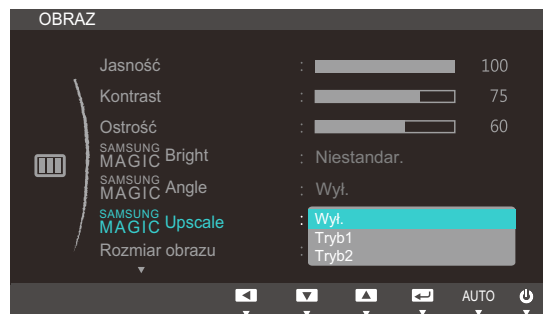 OBRAZ
Jasność : 100
Kontrast : 75
Ostrość : 60
SAMSUNG MAGIC Bright : Niestandar.
SAMSUNG MAGIC Angle : Wył.
SAMSUNG MAGIC Upscale : Wył.
Tryb1
Rozmiar obrazu : Tryb2
AUTO